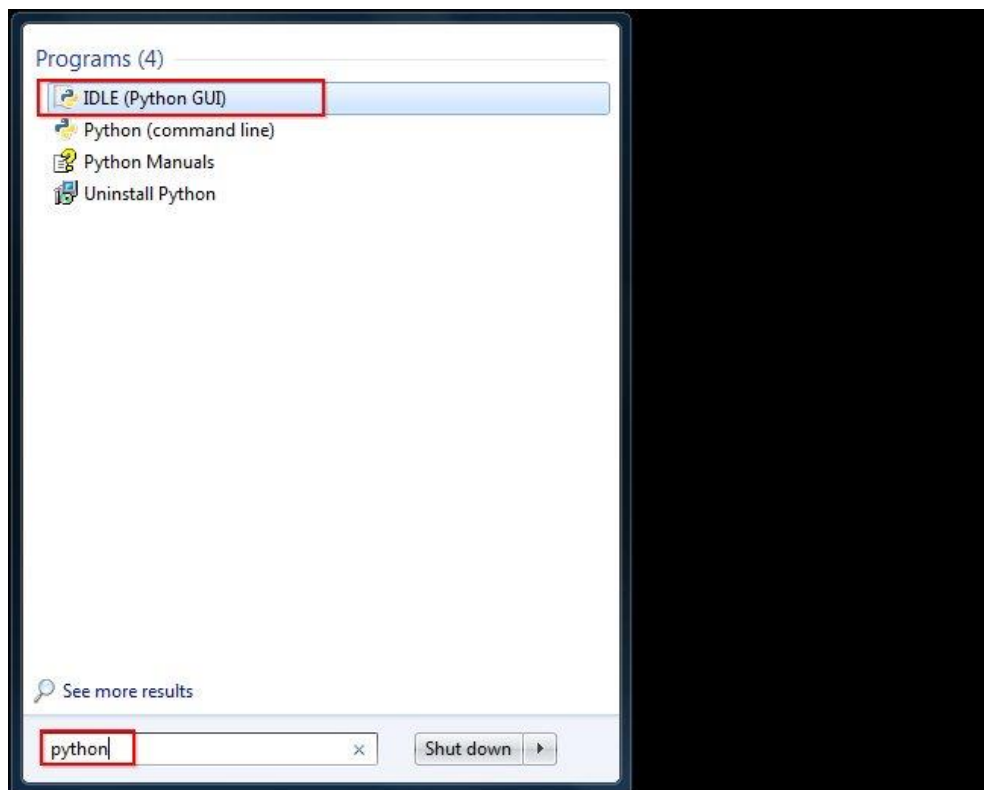 Programs (4)
IDLE (Python GUI)
Python (command line)
Python Manuals
Uninstall Python
See more results
python
Shut down